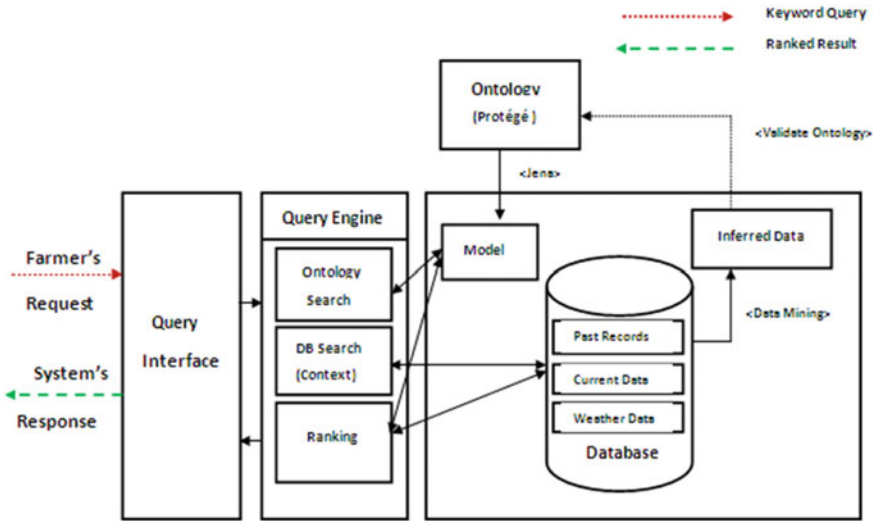 Keyword Query
Ranked Result
Ontology
(Protégé )
<Validate Ontology>
<Jena>
Query Engine
Model
Inferred Data
Farmer's
Request
Ontology
Search
Query
Interface
<Data Mining>
Past Records
DB Search
(Context)
System's
Response
Current Data
Weather Data
Ranking
Database